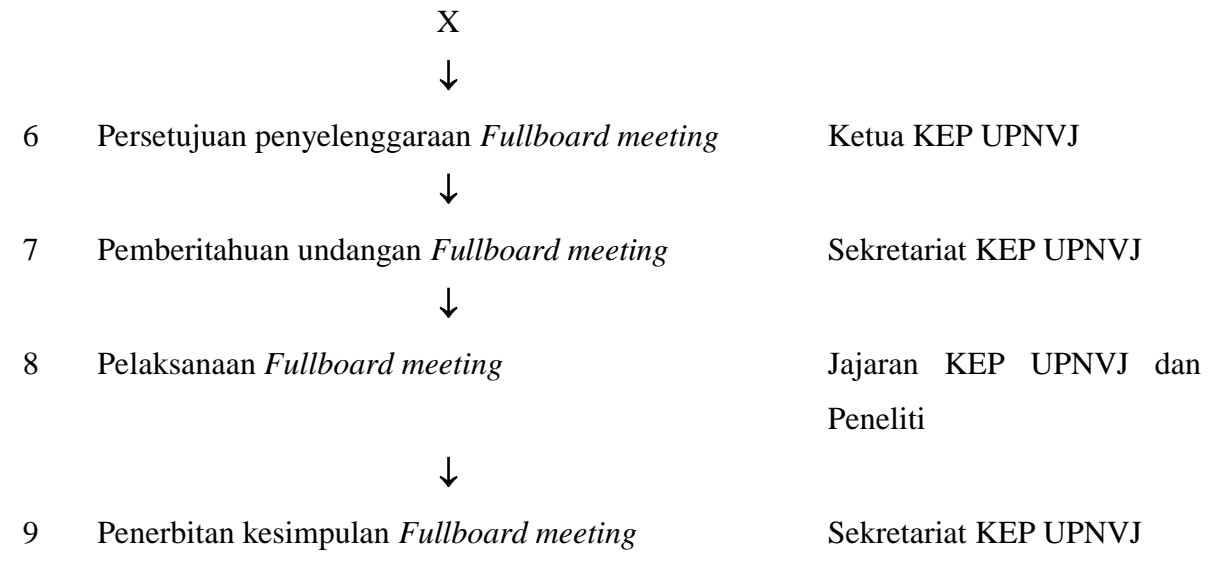 X
↓
6 Persetujuan penyelenggaraan Fullboard meeting Ketua KEP UPNVJ
↓
7 Pemberitahuan undangan Fullboard meeting Sekretariat KEP UPNVJ
↓
8 Pelaksanaan Fullboard meeting Jajaran KEP UPNVJ dan
Peneliti
↓
9 Penerbitan kesimpulan Fullboard meeting Sekretariat KEP UPNVJ